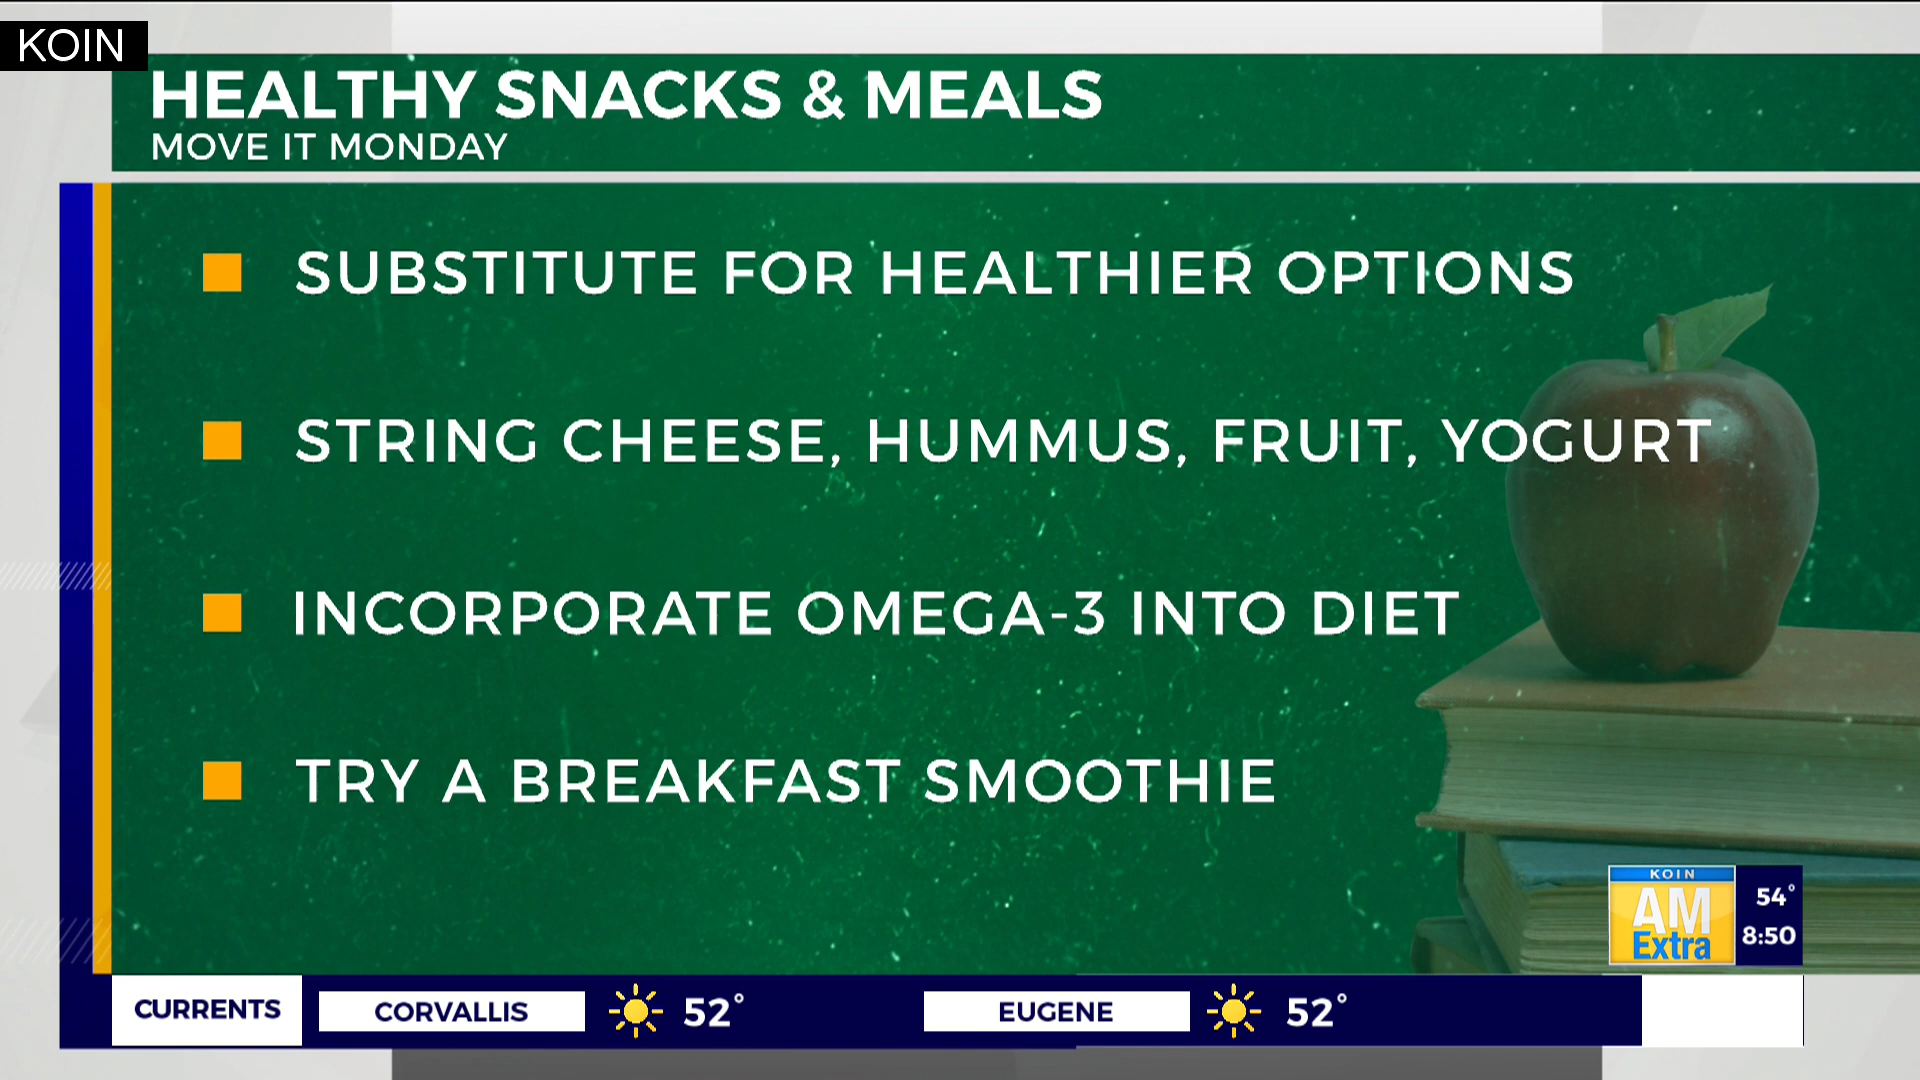 KOIN
HEALTHY SNACKS & MEALS
MOVE IT MONDAY
SUBSTITUTE FOR HEALTHIER OPTIONS
STRING CHEESE, HUMMUS, FRUIT, YOGURT
INCORPORATE OMEGA-3 INTO DIET
TRY A BREAKFAST SMOOTHIE
KOIN
AM
Extra
54°
8:50
CURRENTS CORVALLIS 52° EUGENE 52°